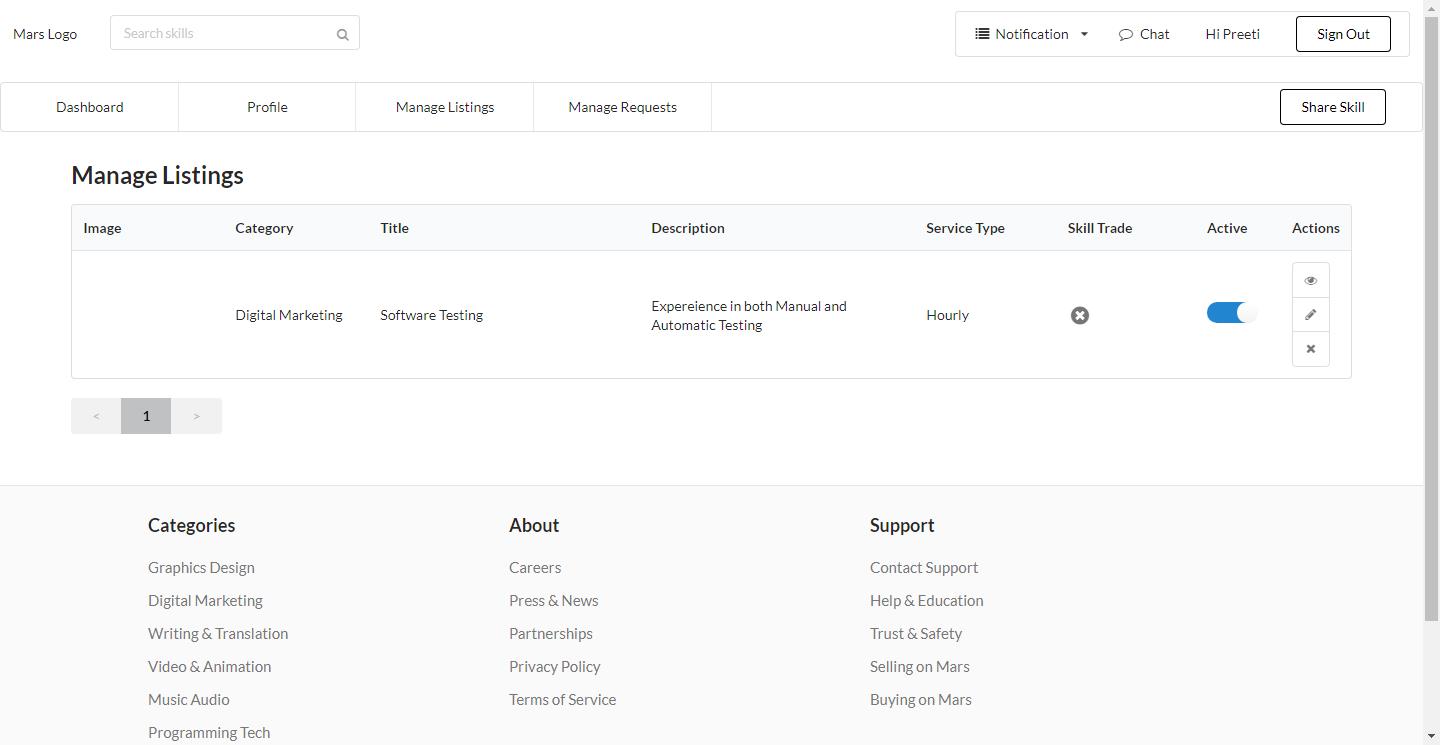 Mars Logo
Search skills
Notification
Chat
Hi Preeti
Sign Out
Dashboard
Profile
Manage Listings
Manage Requests
Share Skill
Manage Listings
Image Category Title Description Service Type Skill Trade Active Actions
Digital Marketing
Software Testing
Expereience in both Manual and
Automatic Testing
Hourly
< 1 >
Categories
Graphics Design
Digital Marketing
Writing & Translation
Video & Animation
Music Audio
Programming Tech
About
Careers
Press & News
Partnerships
Privacy Policy
Terms of Service
Support
Contact Support
Help & Education
Trust & Safety
Selling on Mars
Buying on Mars